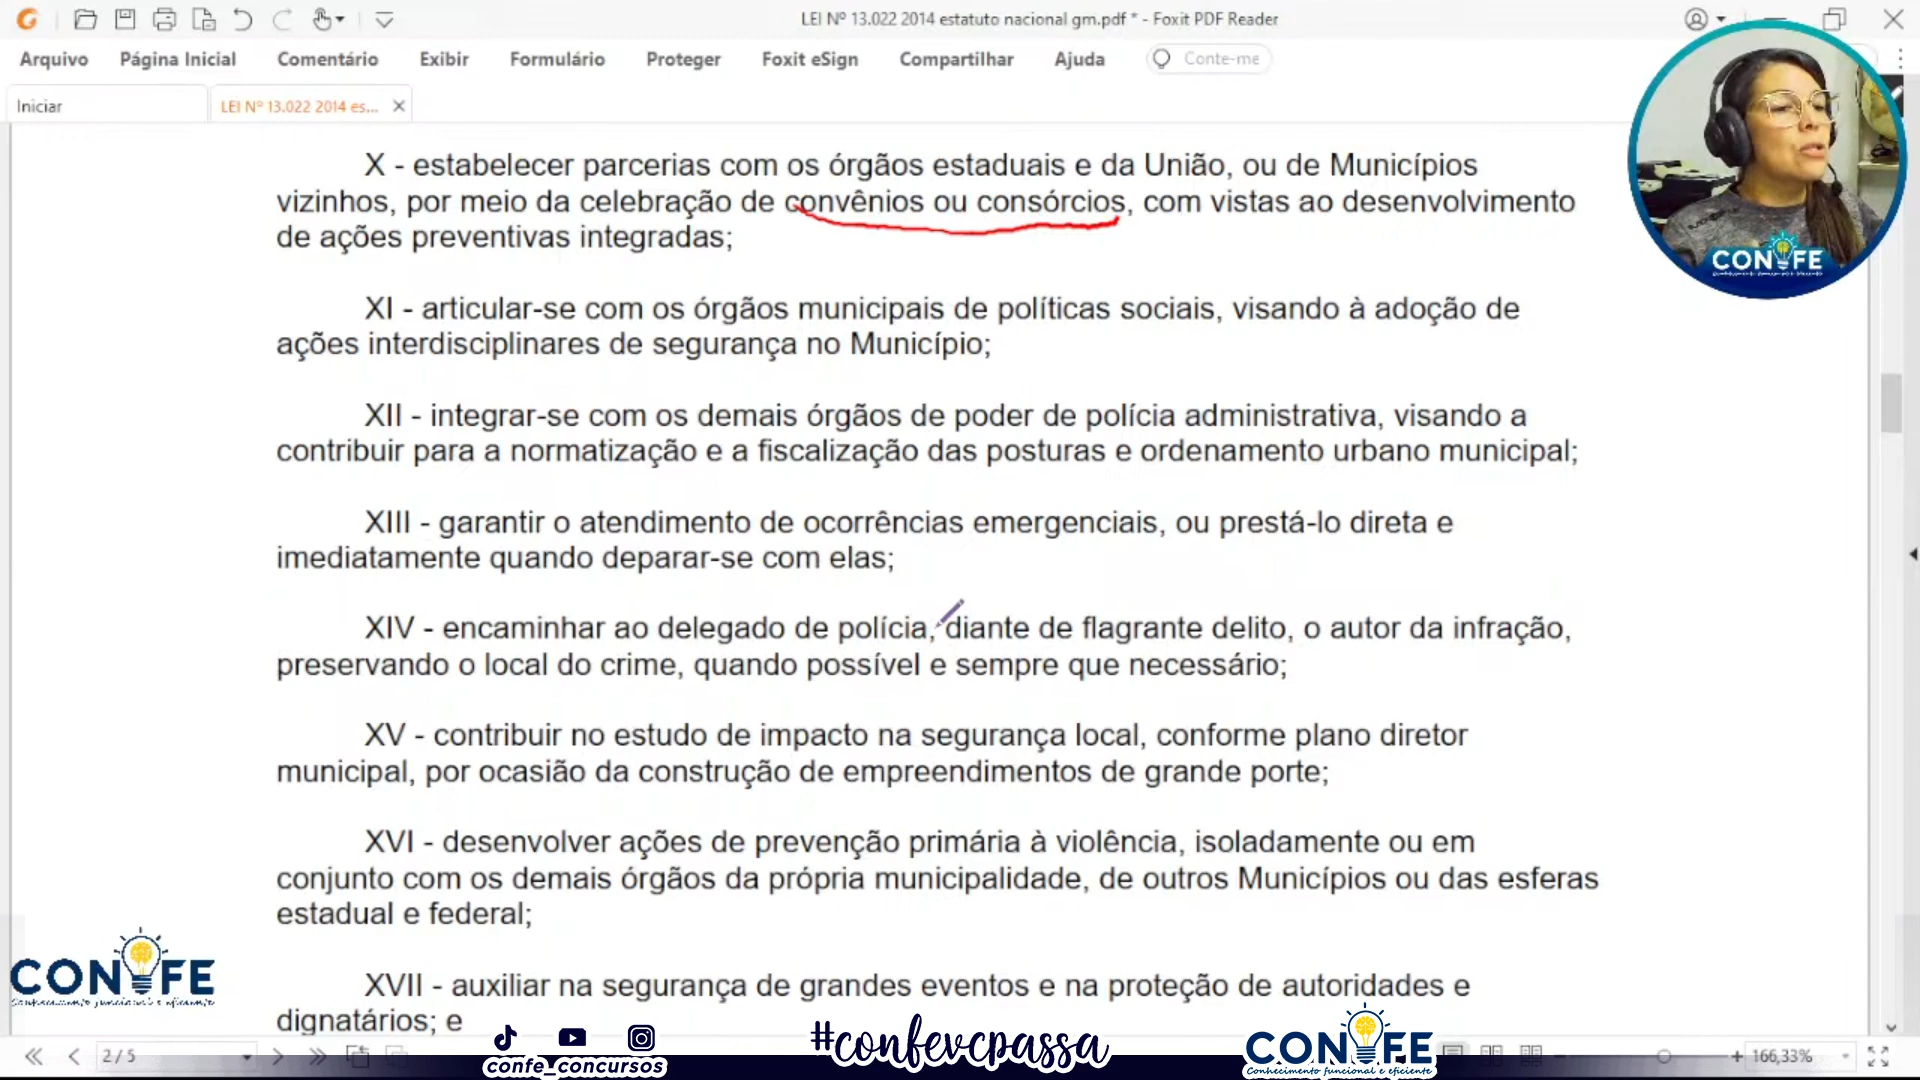 LEI Nº 13.022 2014 estatuto nacional gm.pdf * - Foxit PDF Reader
Arquivo Página Inicial Comentário Exibir Formulário Proteger Foxit eSign Compartilhar Ajuda Conte-me
Iniciar LEI Nº 13.022 2014 es...
X - estabelecer parcerias com os órgãos estaduais e da União, ou de Municípios
vizinhos, por meio da celebração de convênios ou consórcios, com vistas ao desenvolvimento
de ações preventivas integradas;
XI - articular-se com os órgãos municipais de políticas sociais, visando à adoção de
ações interdisciplinares de segurança no Município;
XII - integrar-se com os demais órgãos de poder de polícia administrativa, visando a
contribuir para a normatização e a fiscalização das posturas e ordenamento urbano municipal;
XIII - garantir o atendimento de ocorrências emergenciais, ou prestá-lo direta e
imediatamente quando deparar-se com elas;
XIV - encaminhar ao delegado de polícia, diante de flagrante delito, o autor da infração,
preservando o local do crime, quando possível e sempre que necessário;
XV - contribuir no estudo de impacto na segurança local, conforme plano diretor
municipal, por ocasião da construção de empreendimentos de grande porte;
XVI - desenvolver ações de prevenção primária à violência, isoladamente ou em
conjunto com os demais órgãos da própria municipalidade, de outros Municípios ou das esferas
estadual e federal;
XVII - auxiliar na segurança de grandes eventos e na proteção de autoridades e
dignatários; e
CONFE
CONFE
Conhecimento funcional e eficiente
confe_concursos
#confevcpassa
CONFE
Conhecimento funcional e eficiente
2 / 5
166,33%